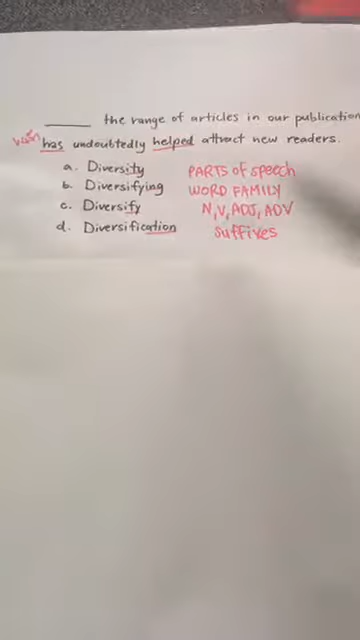 _____ the range of articles in our publication
has undoubtedly helped attract new readers.
a. Diversity
b. Diversifying
c. Diversify
d. Diversification
PARTS of speech
WORD FAMILY
N, V, ADJ, ADV
suffixes